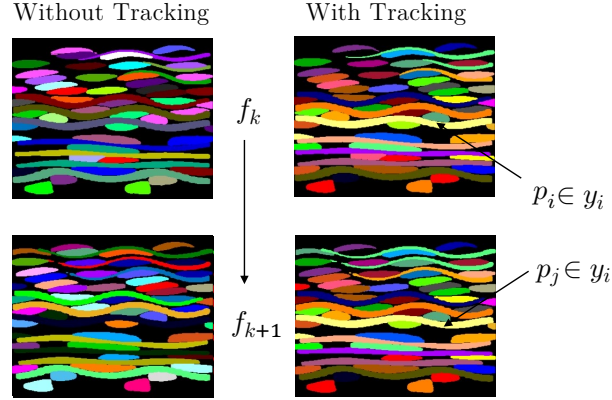 Without Tracking
With Tracking
f_k
p_i ∈ y_i
p_j ∈ y_i
f_{k+1}